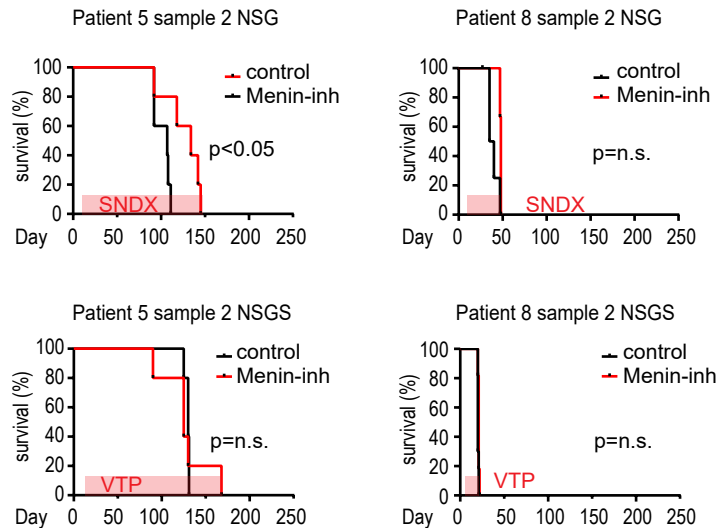 Patient 5 sample 2 NSG
survival (%)
100
80
60
40
20
0
control
Menin-inh
p<0.05
SNDX
Day
0
50
100
150
200
250
Patient 8 sample 2 NSG
survival (%)
100
80
60
40
20
0
control
Menin-inh
p=n.s.
SNDX
Day
0
50
100
150
200
250
Patient 5 sample 2 NSGS
survival (%)
100
80
60
40
20
0
control
Menin-inh
p=n.s.
VTP
Day
0
50
100
150
200
250
Patient 8 sample 2 NSGS
survival (%)
100
80
60
40
20
0
control
Menin-inh
p=n.s.
VTP
Day
0
50
100
150
200
250